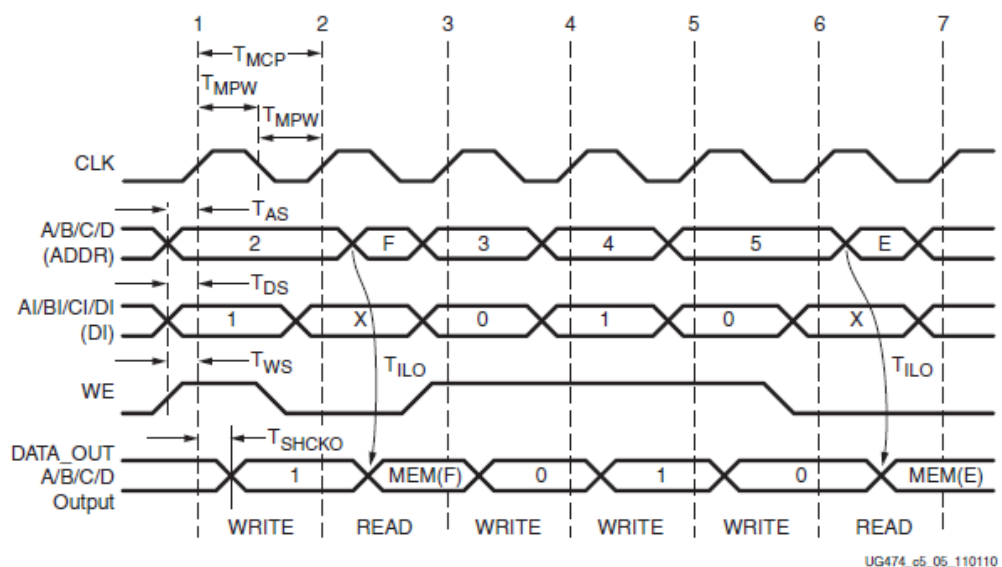 1 2 3 4 5 6 7
TMCP
TMPW
TMPW
CLK
TAS
A/B/C/D
(ADDR)
2 F 3 4 5 E
TDS
AI/BI/CI/DI
(DI)
1 X 0 1 0 X
TWS
TILO TILO
WE
TSHCKO
DATA_OUT
A/B/C/D
Output
1 MEM(F) 0 1 0 MEM(E)
WRITE READ WRITE WRITE WRITE READ
UG474_c5_05_110110